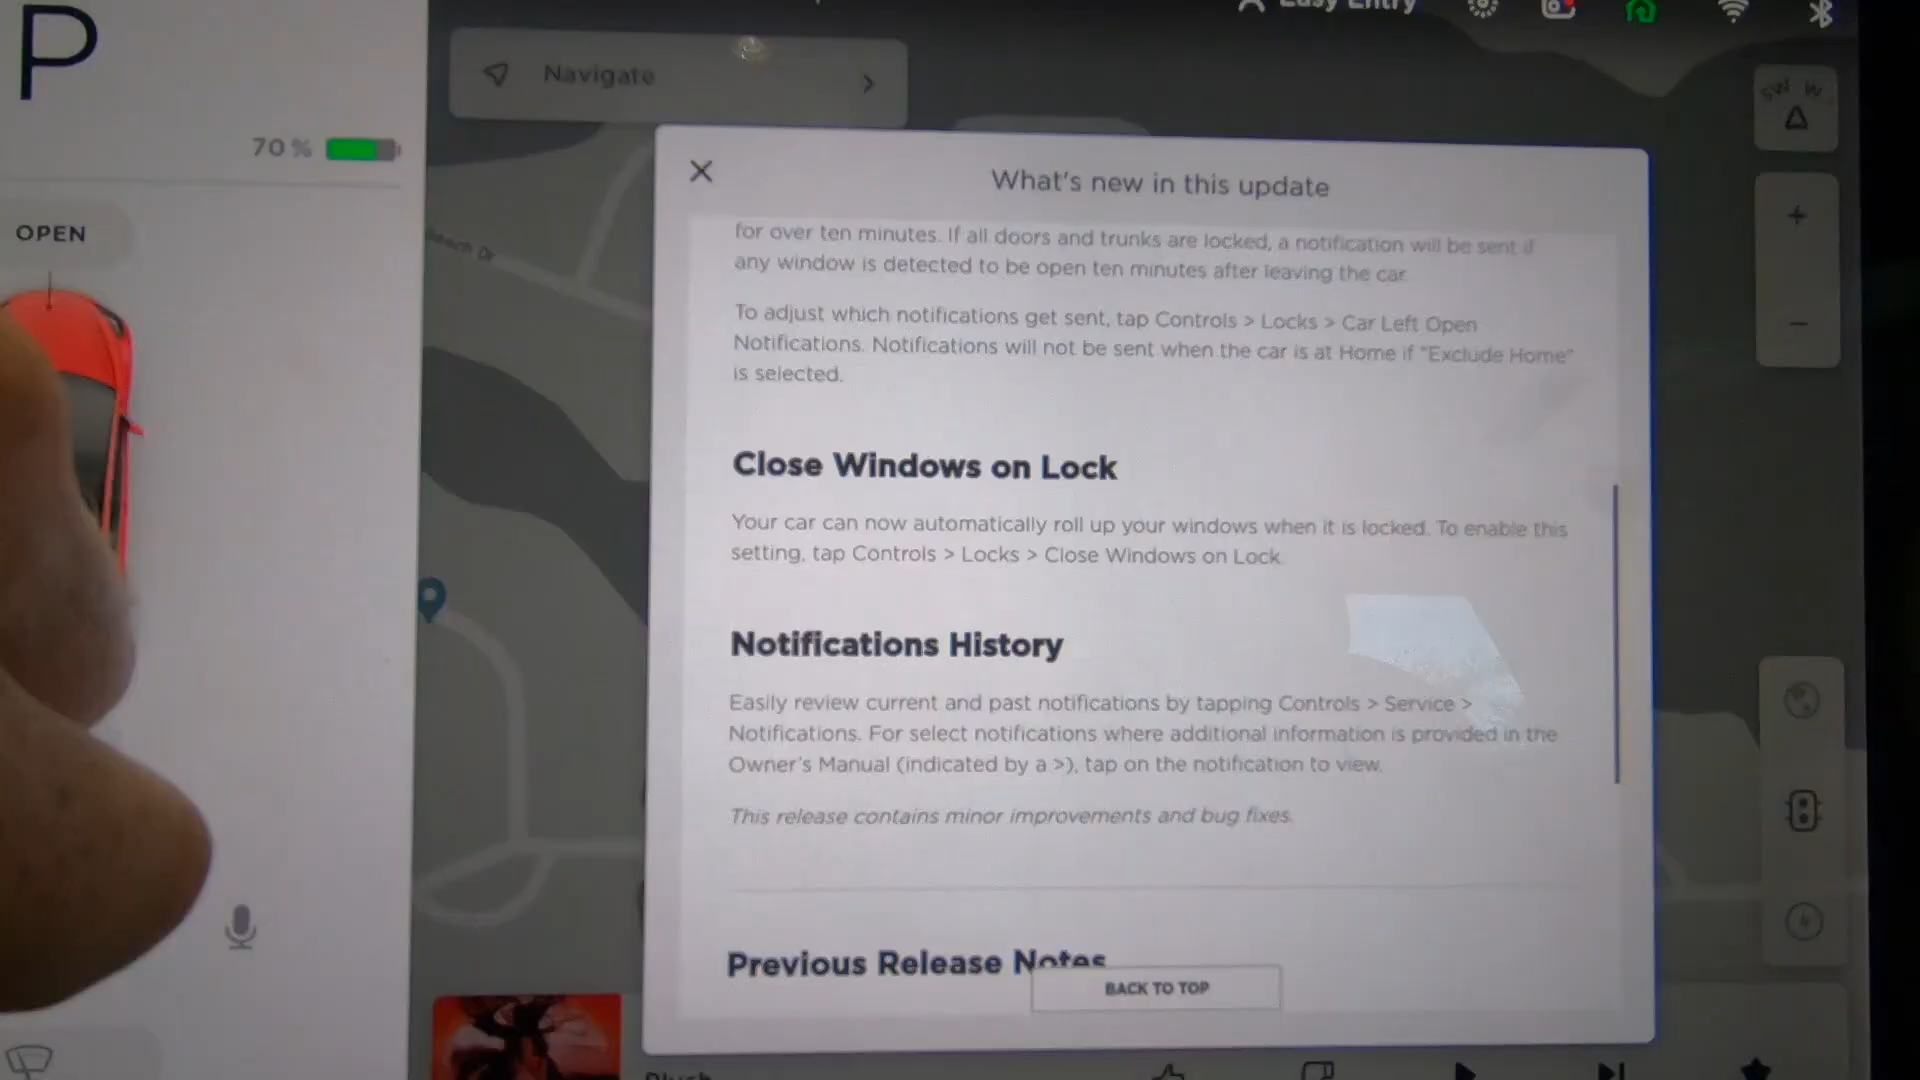 P
Easy Entry
Navigate
SW W
70 %
What's new in this update
OPEN
for over ten minutes. If all doors and trunks are locked, a notification will be sent if
any window is detected to be open ten minutes after leaving the car.
To adjust which notifications get sent, tap Controls > Locks > Car Left Open
Notifications. Notifications will not be sent when the car is at Home if "Exclude Home"
is selected.
Close Windows on Lock
Your car can now automatically roll up your windows when it is locked. To enable this
setting, tap Controls > Locks > Close Windows on Lock.
Notifications History
Easily review current and past notifications by tapping Controls > Service >
Notifications. For select notifications where additional information is provided in the
Owner's Manual (indicated by a >), tap on the notification to view.
This release contains minor improvements and bug fixes.
Previous Release Notes
BACK TO TOP